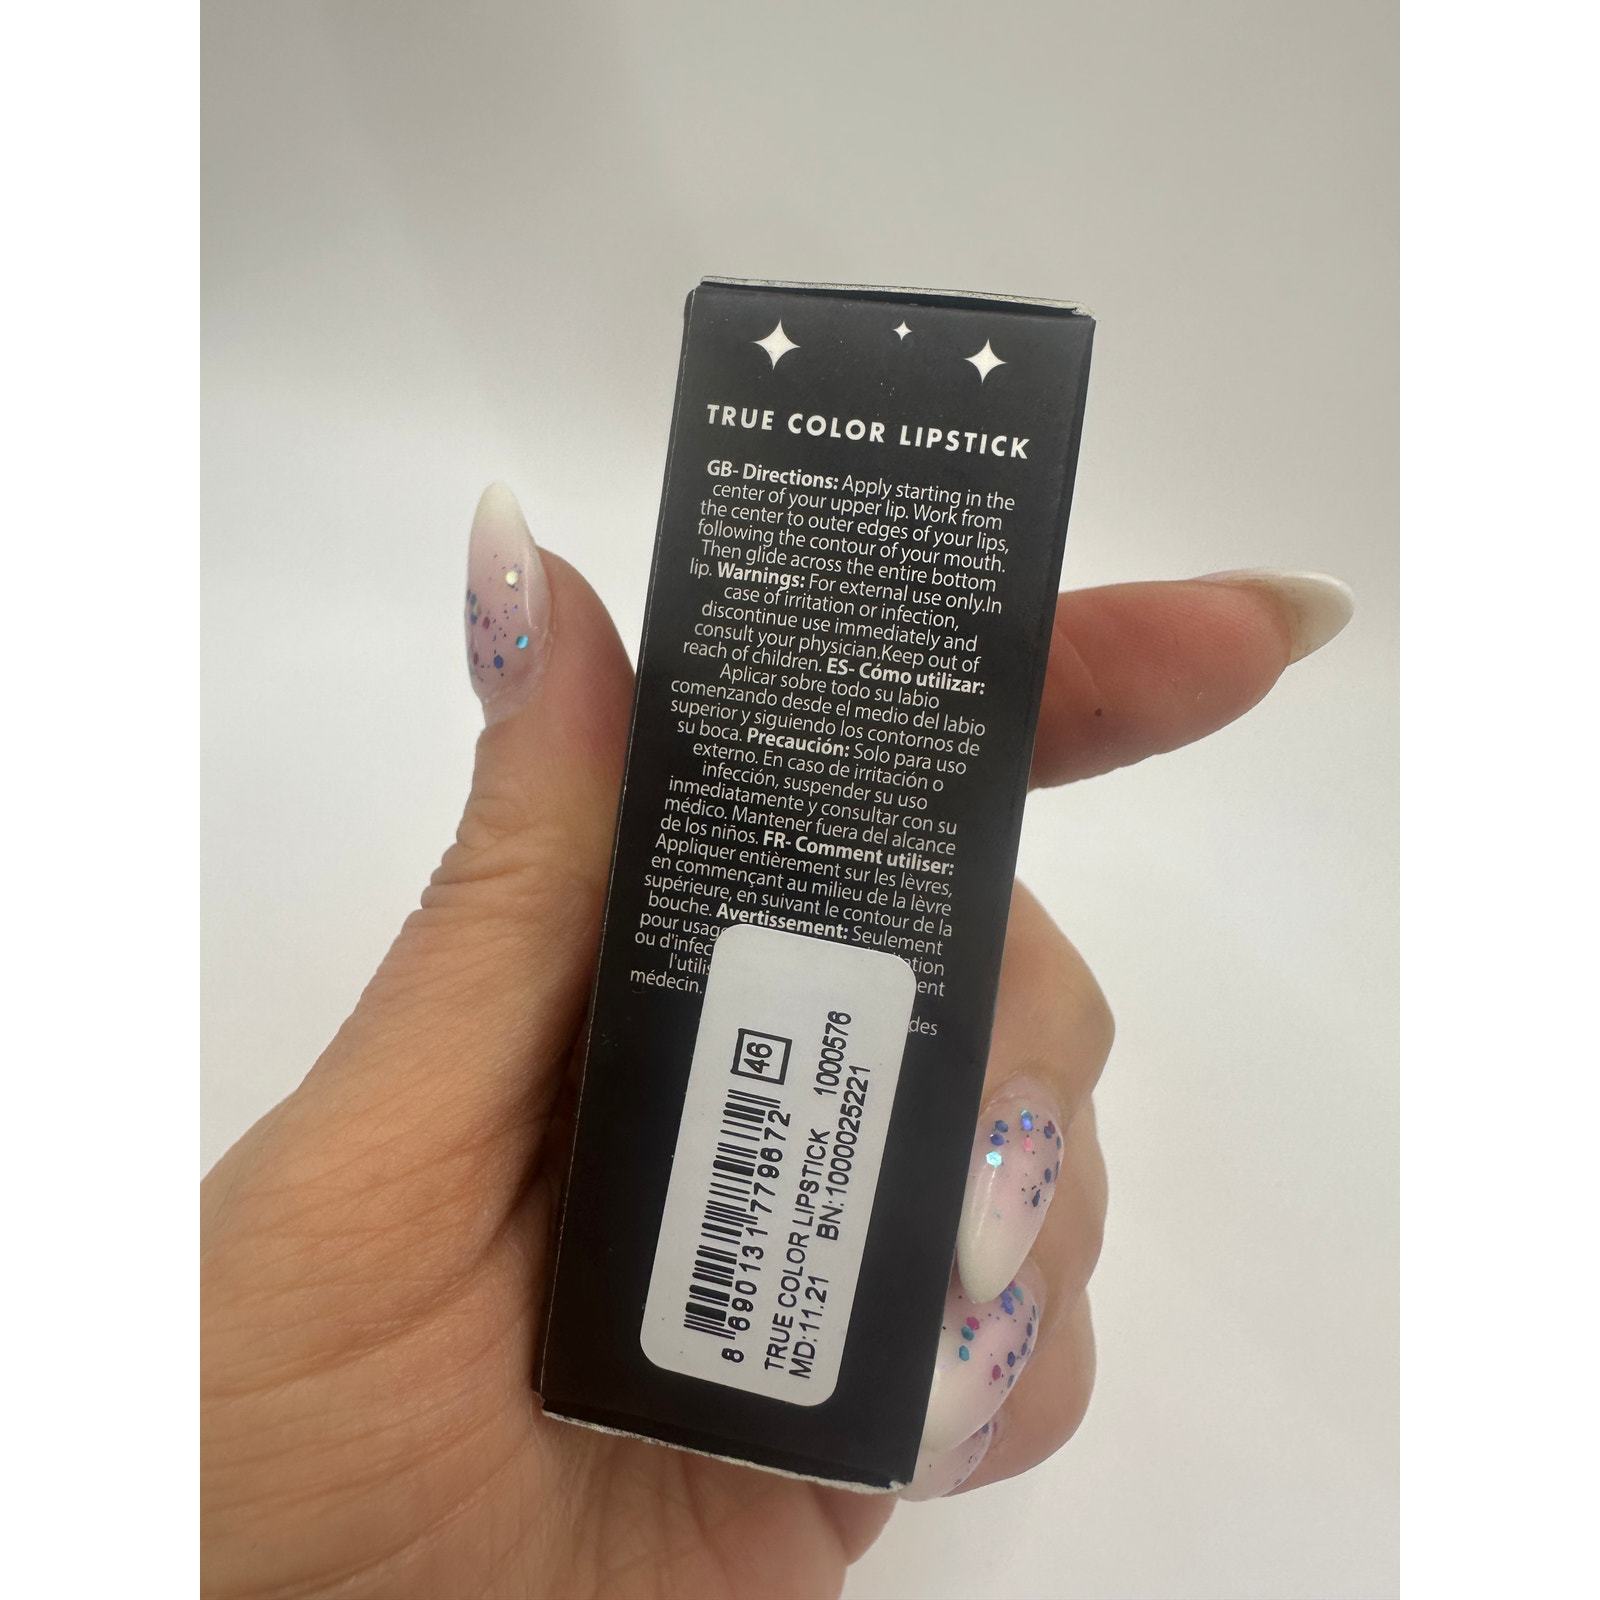 TRUE COLOR LIPSTICK
GB- Directions: Apply starting in the
center of your upper lip. Work from
the center to outer edges of your lips,
following the contour of your mouth.
Then glide across the entire bottom
lip. Warnings: For external use only.In
case of irritation or infection,
discontinue use immediately and
consult your physician.Keep out of
reach of children. ES- Cómo utilizar:
Aplicar sobre todo su labio
comenzando desde el medio del labio
superior y siguiendo los contornos de
su boca. Precaución: Solo para uso
externo. En caso de irritación o
infección, suspender su uso
inmediatamente y consultar con su
médico. Mantener fuera del alcance
de los niños. FR- Comment utiliser:
Appliquer entièrement sur les lèvres,
en commençant au milieu de la lèvre
supérieure, en suivant le contour de la
bouche. Avertissement: Seulement
pour
ou
médecin.
des
46
8 690131 779672
TRUE COLOR LIPSTICK 1000576
MD:11.21 BN:1000025221